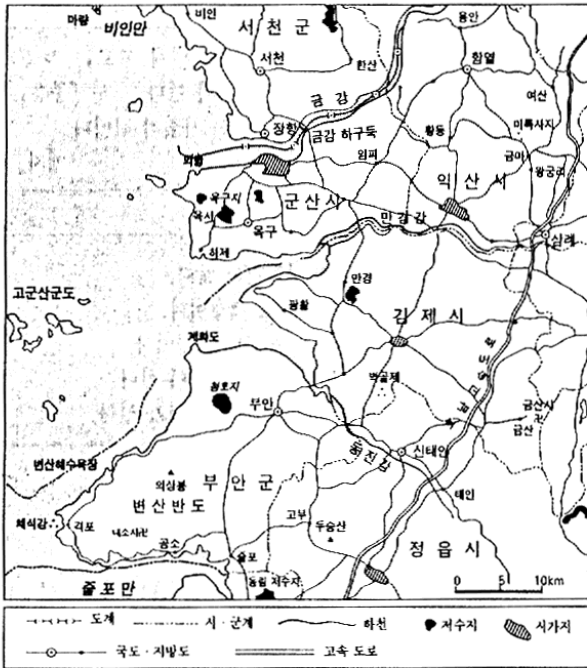 마량
비인만
비인
서천군
서천
한산
용안
함열
여산
금강
장항
금강 하구둑
미륵사지
황등
금마
왕궁리
임피
익산시
군산시
옥구지
옥서
옥구
하제
만경강
삼례
고군산군도
만경
광활
김제시
계화도
벽골제
청호지
부안
금산사
금산
신태인
동진강
변산해수욕장
의상봉
부안군
변산반도
태인
채석강
격포
내소사
곰소
고부
두승산
줄포
정읍시
줄포만
동림 저수지
0 5 10km
도계
시·군계
하천
저수지
시가지
국도·지방도
고속 도로